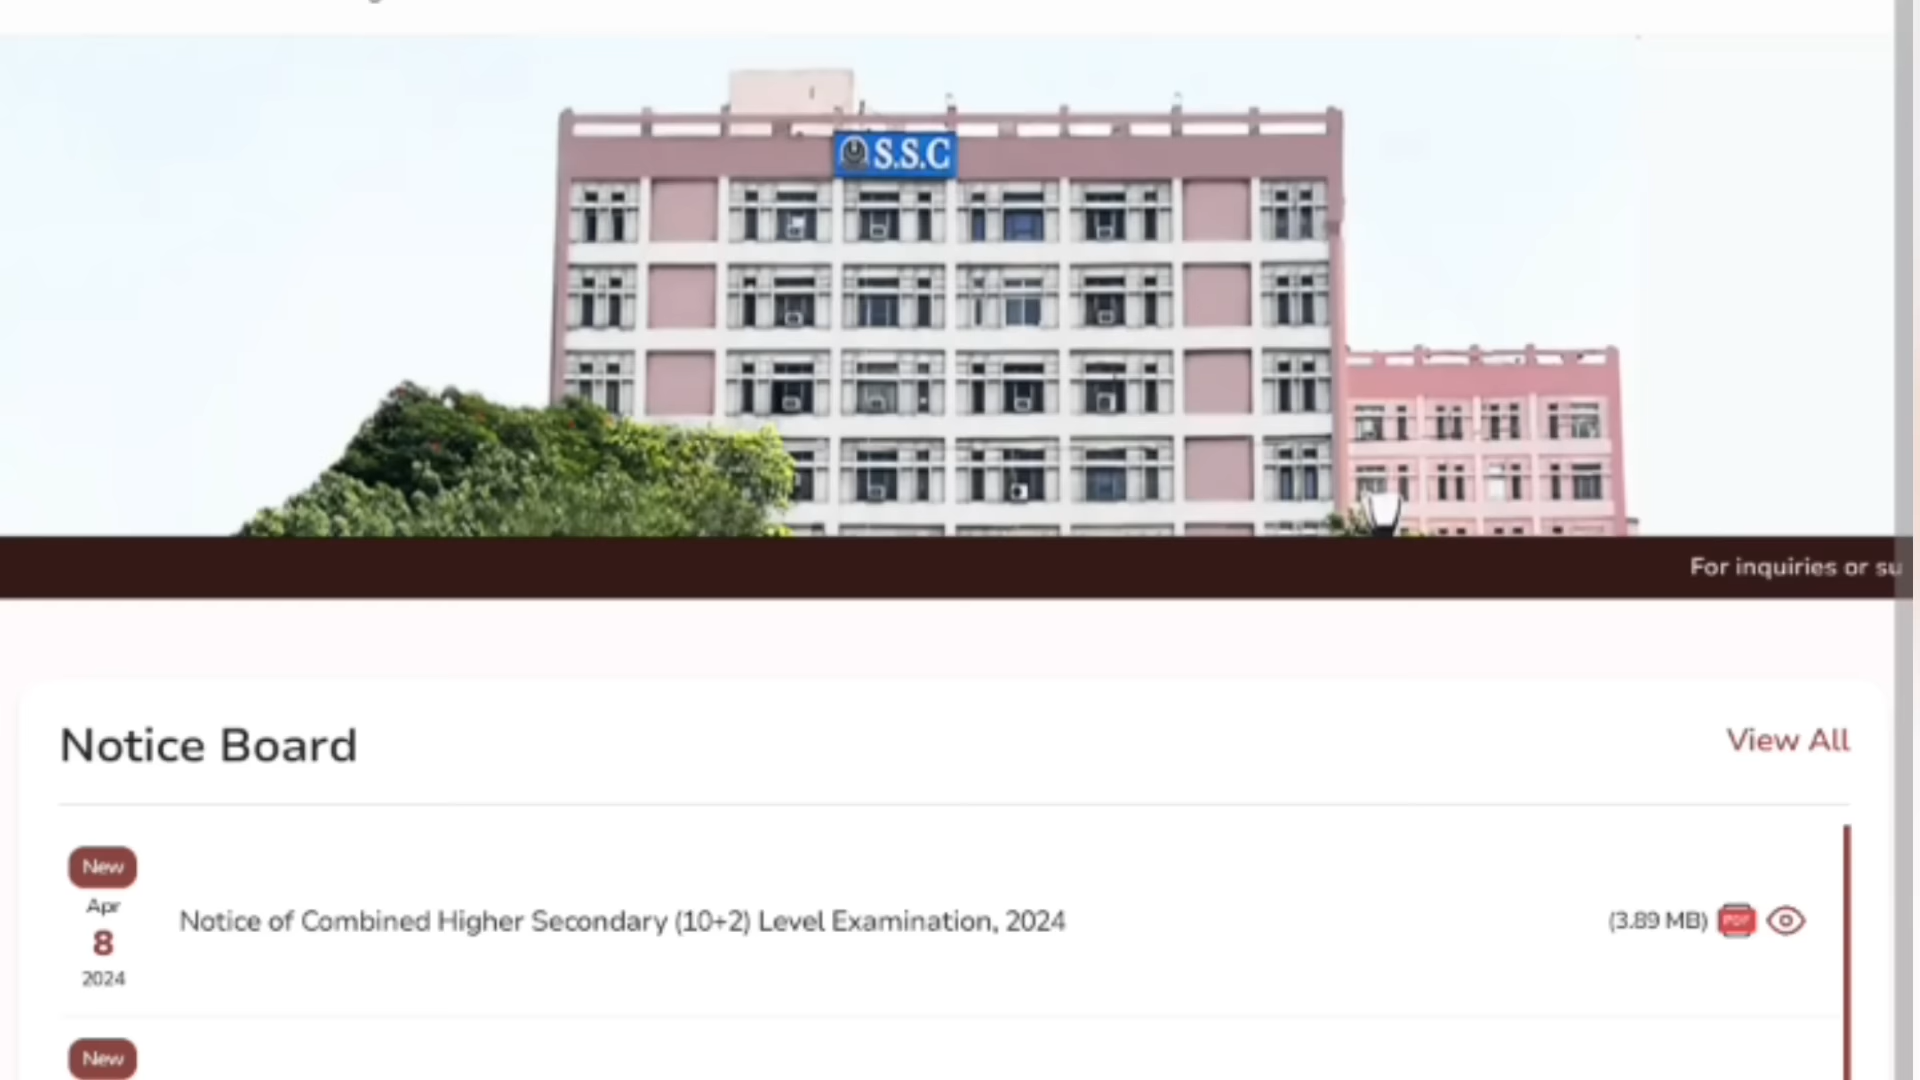 S.S.C
For inquiries or su
Notice Board
View All
New
Apr
8
2024
Notice of Combined Higher Secondary (10+2) Level Examination, 2024
(3.89 MB)
PDF
New